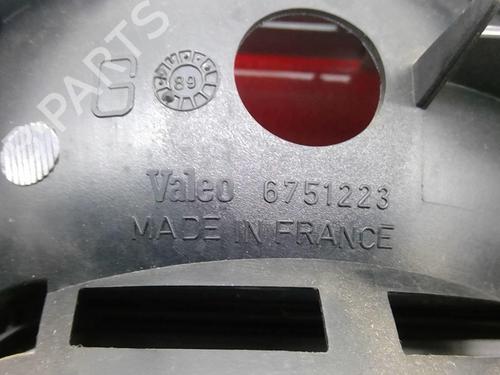 B PARTS
G
89
Valeo 6751223
MADE IN FRANCE